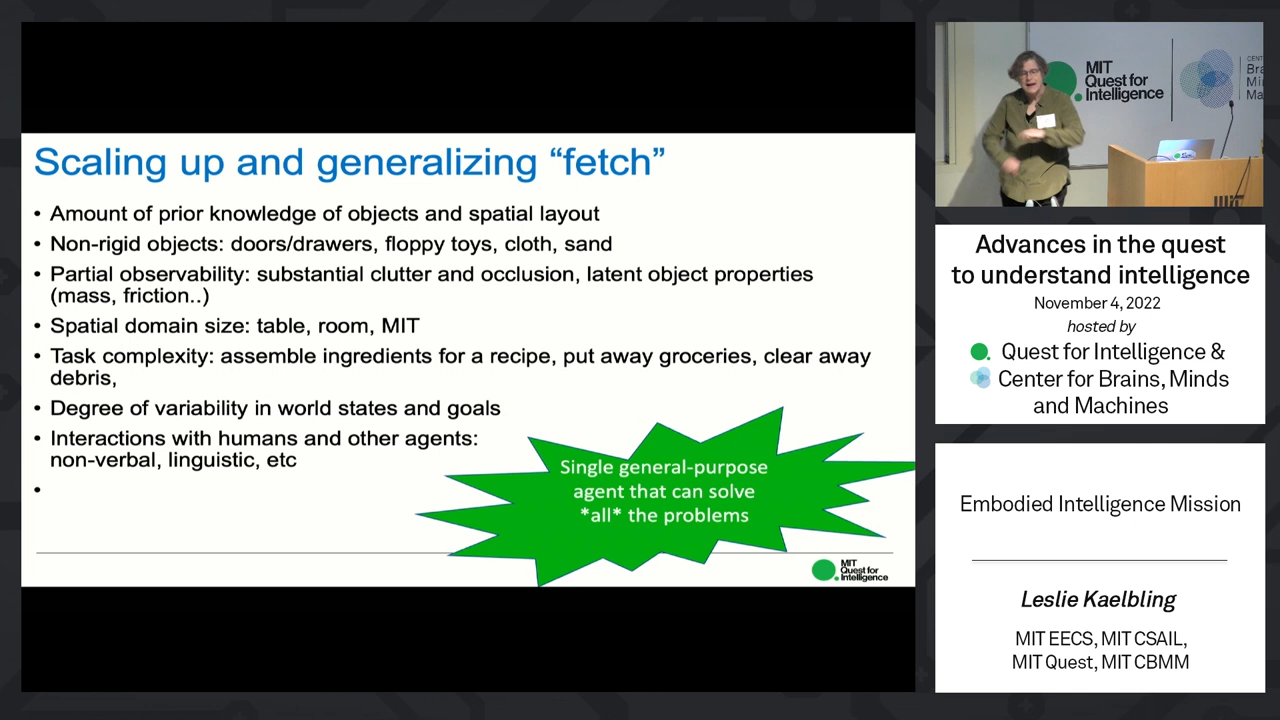 Scaling up and generalizing “fetch”
• Amount of prior knowledge of objects and spatial layout
• Non-rigid objects: doors/drawers, floppy toys, cloth, sand
• Partial observability: substantial clutter and occlusion, latent object properties
(mass, friction..)
• Spatial domain size: table, room, MIT
• Task complexity: assemble ingredients for a recipe, put away groceries, clear away
debris,
• Degree of variability in world states and goals
• Interactions with humans and other agents:
non-verbal, linguistic, etc
•
Single general-purpose
agent that can solve
*all* the problems
MIT
Quest for
Intelligence
MIT
Quest for
Intelligence
MIT
Advances in the quest
to understand intelligence
November 4, 2022
hosted by
Quest for Intelligence &
Center for Brains, Minds
and Machines
Embodied Intelligence Mission
Leslie Kaelbling
MIT EECS, MIT CSAIL,
MIT Quest, MIT CBMM